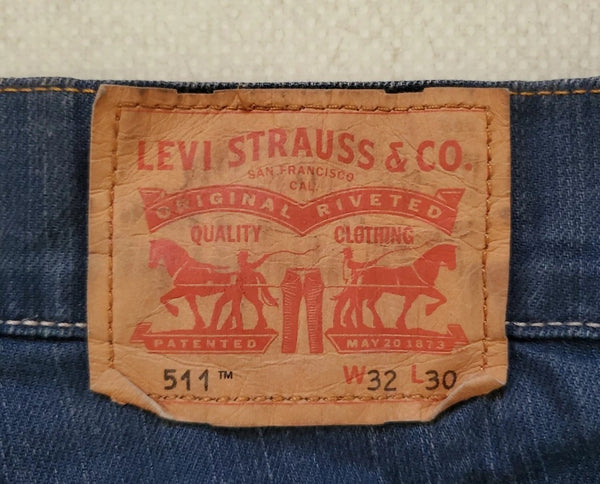 LEVI STRAUSS & CO.
SAN FRANCISCO
CAL.
ORIGINAL RIVETED
QUALITY CLOTHING
PATENTED MAY 20 1873
511™ W32 L30